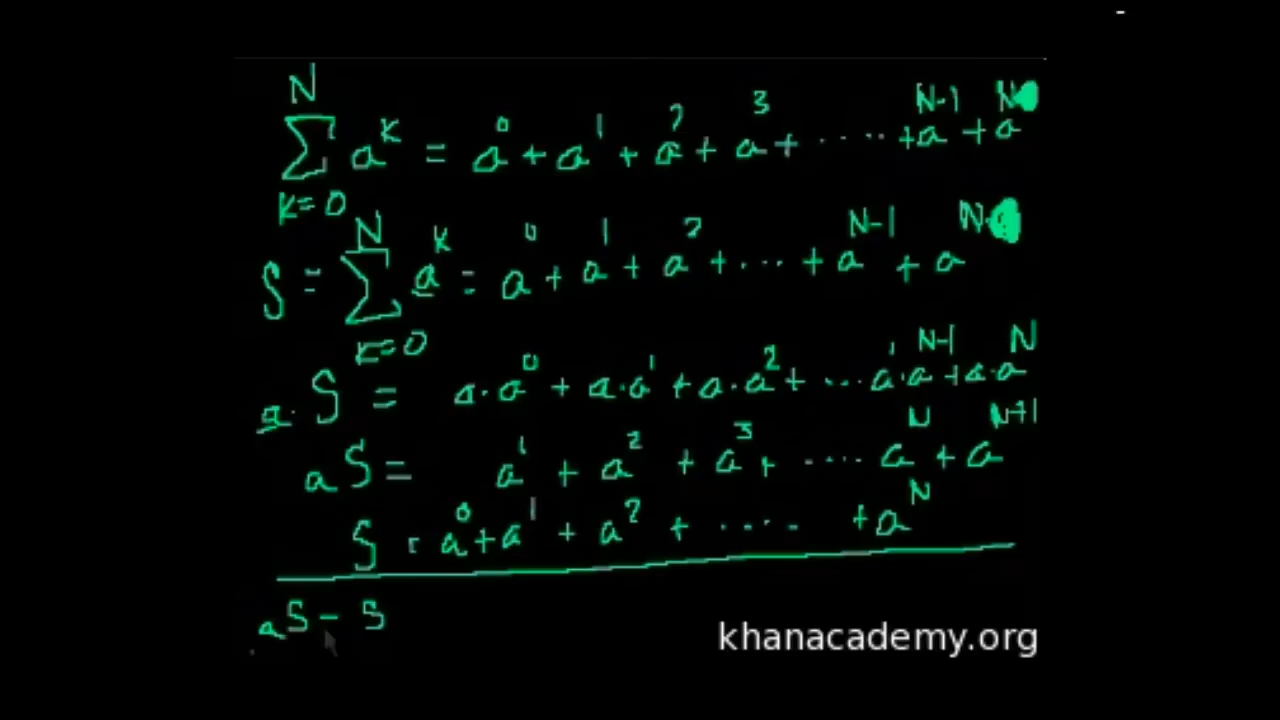 N
∑ a^k = a^0 + a^1 + a^2 + a^3 + ······ + a^(N-1) + a^N
k=0
N
S = ∑ a^k = a^0 + a^1 + a^2 + ... + a^(N-1) + a^N
k=0
a·S = a·a^0 + a·a^1 + a·a^2 + ... a^1·a^(N-1) + a·a^N
aS = a^1 + a^2 + a^3 + ····· a^N + a^(N+1)
S = a^0 + a^1 + a^2 + ····· + a^N
aS - S
khanacademy.org